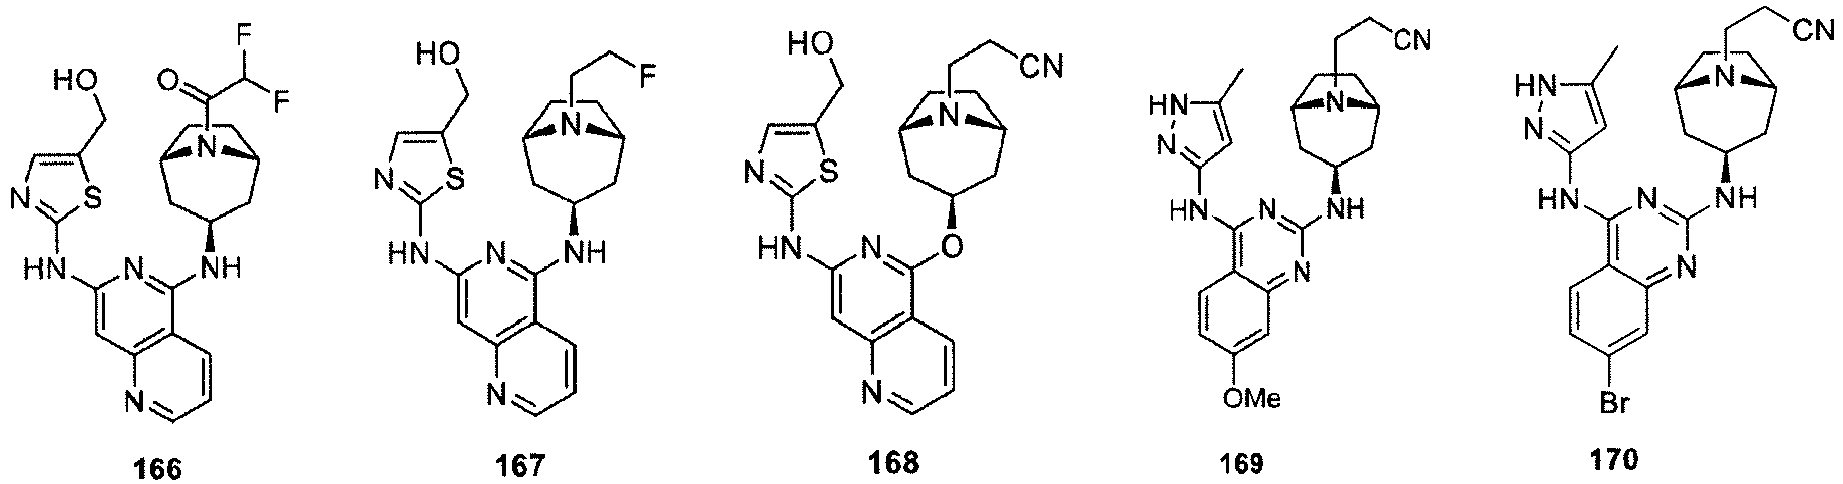 F
HO O F
N
N S
HN N NH
N
166
HO
F
N
N S
HN N NH
N
167
HO
CN
N
N S
HN N O
N
168
CN
HN N
N
HN N NH
N
OMe
169
CN
HN N
N
HN N NH
N
Br
170